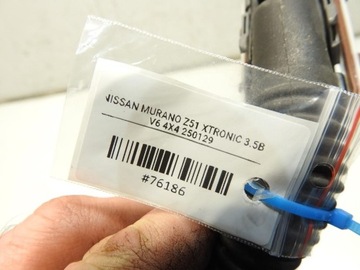 NISSAN MURANO Z51 XTRONIC 3.5B
V6 4X4 250129
#76186